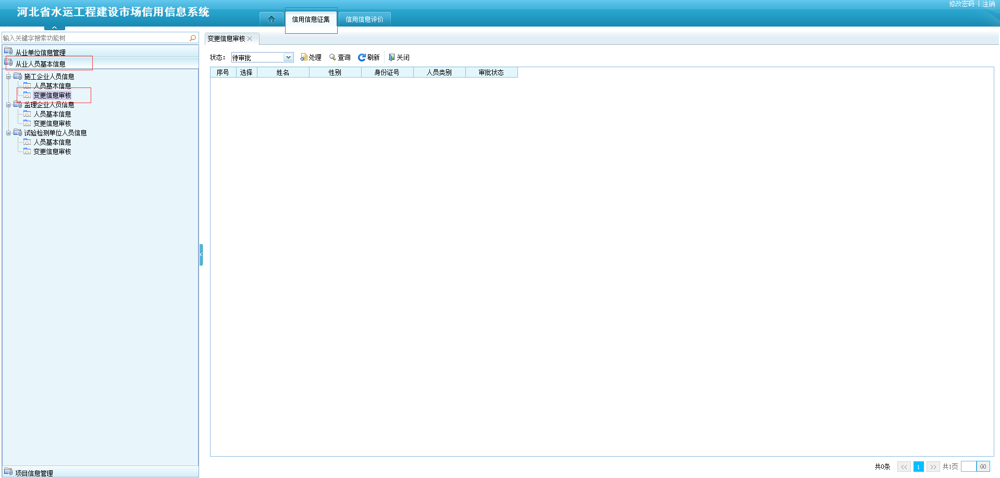 河北省水运工程建设市场信用信息系统
修改密码 | 注销
信用信息征集 信用信息评价
输入关键字搜索功能树
从业单位信息管理
从业人员基本信息
施工企业人员信息
人员基本信息
变更信息审核
监理企业人员信息
人员基本信息
变更信息审核
试验检测单位人员信息
人员基本信息
变更信息审核
项目信息管理
变更信息审核
状态： 待审批 处理 查询 刷新 关闭
序号 选择 姓名 性别 身份证号 人员类别 审批状态
共0条 << 1 >> 共1页 GO